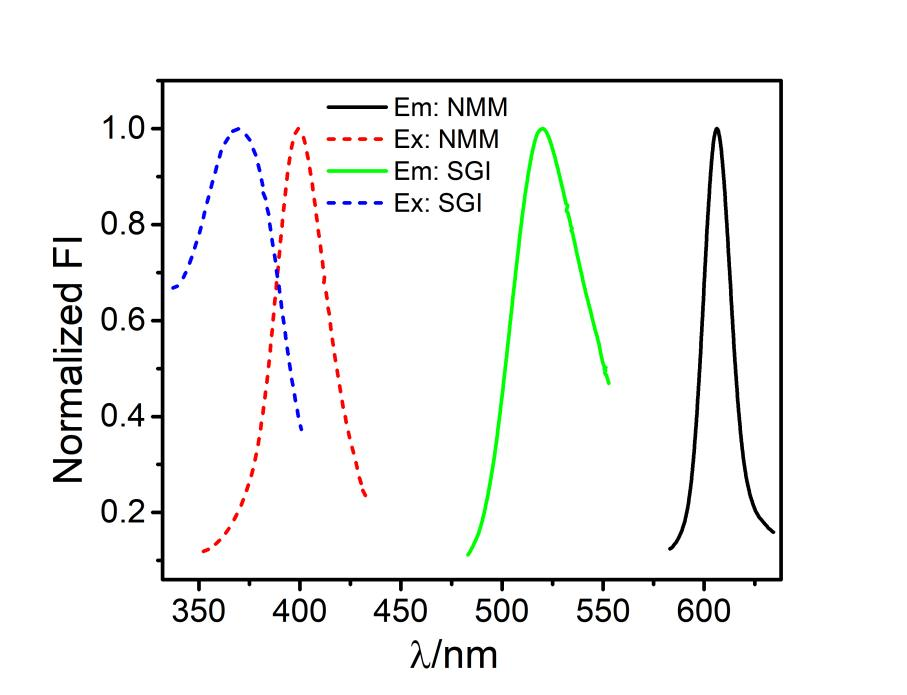 Em: NMM
Ex: NMM
Em: SGI
Ex: SGI
1.0
0.8
0.6
0.4
0.2
Normalized FI
350 400 450 500 550 600
λ/nm